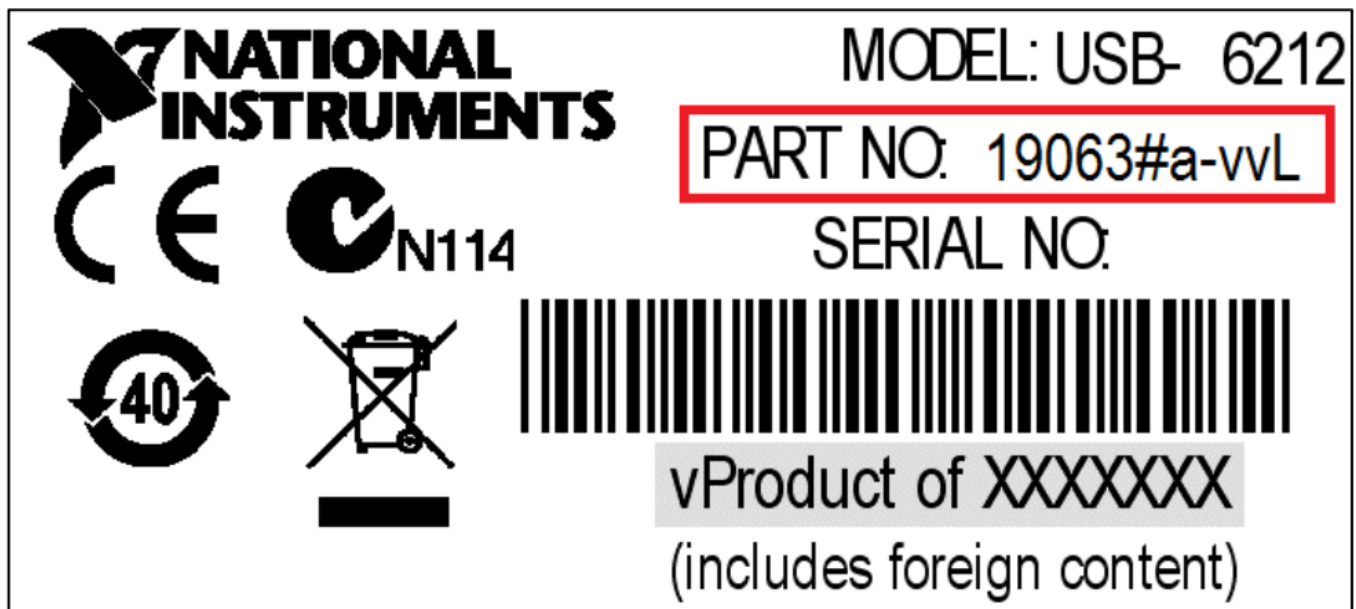 NATIONAL
INSTRUMENTS
MODEL: USB- 6212
PART NO: 19063#a-vvL
CE
N114
SERIAL NO:
40
vProduct of XXXXXXX
(includes foreign content)